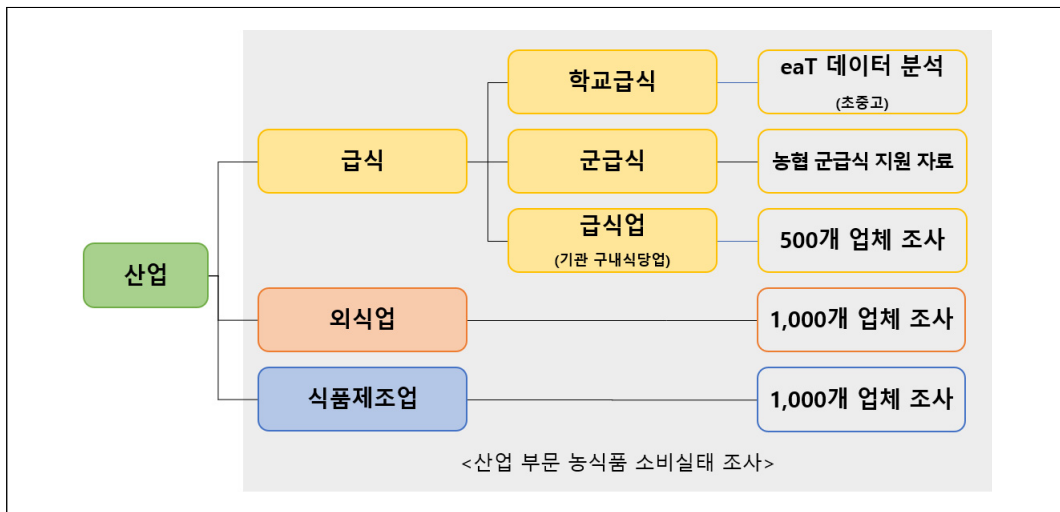 학교급식
eaT 데이터 분석
(초중고)
급식
군급식
농협 군급식 지원 자료
급식업
(기관 구내식당업)
500개 업체 조사
산업
외식업
1,000개 업체 조사
식품제조업
1,000개 업체 조사
<산업 부문 농식품 소비실태 조사>